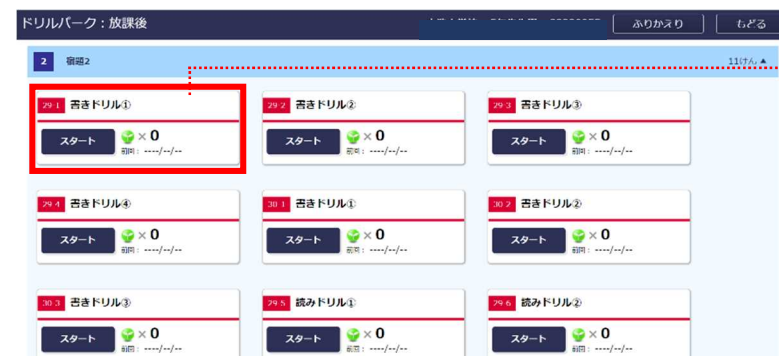 ドリルパーク:放課後
ふりかえり
もどる
2 宿題2
11けん▲
29-1 書きドリル①
29-2 書きドリル②
29-3 書きドリル③
スタート ×0
スタート ×0
スタート ×0
前回: ----/--/--
前回: ----/--/--
前回: ----/--/--
29-4 書きドリル④
30-1 書きドリル①
30-2 書きドリル②
スタート ×0
スタート ×0
スタート ×0
前回: ----/--/--
前回: ----/--/--
前回: ----/--/--
30-3 書きドリル③
29-5 読みドリル①
29-6 読みドリル②
スタート ×0
スタート ×0
スタート ×0
前回: ----/--/--
前回: ----/--/--
前回: ----/--/--